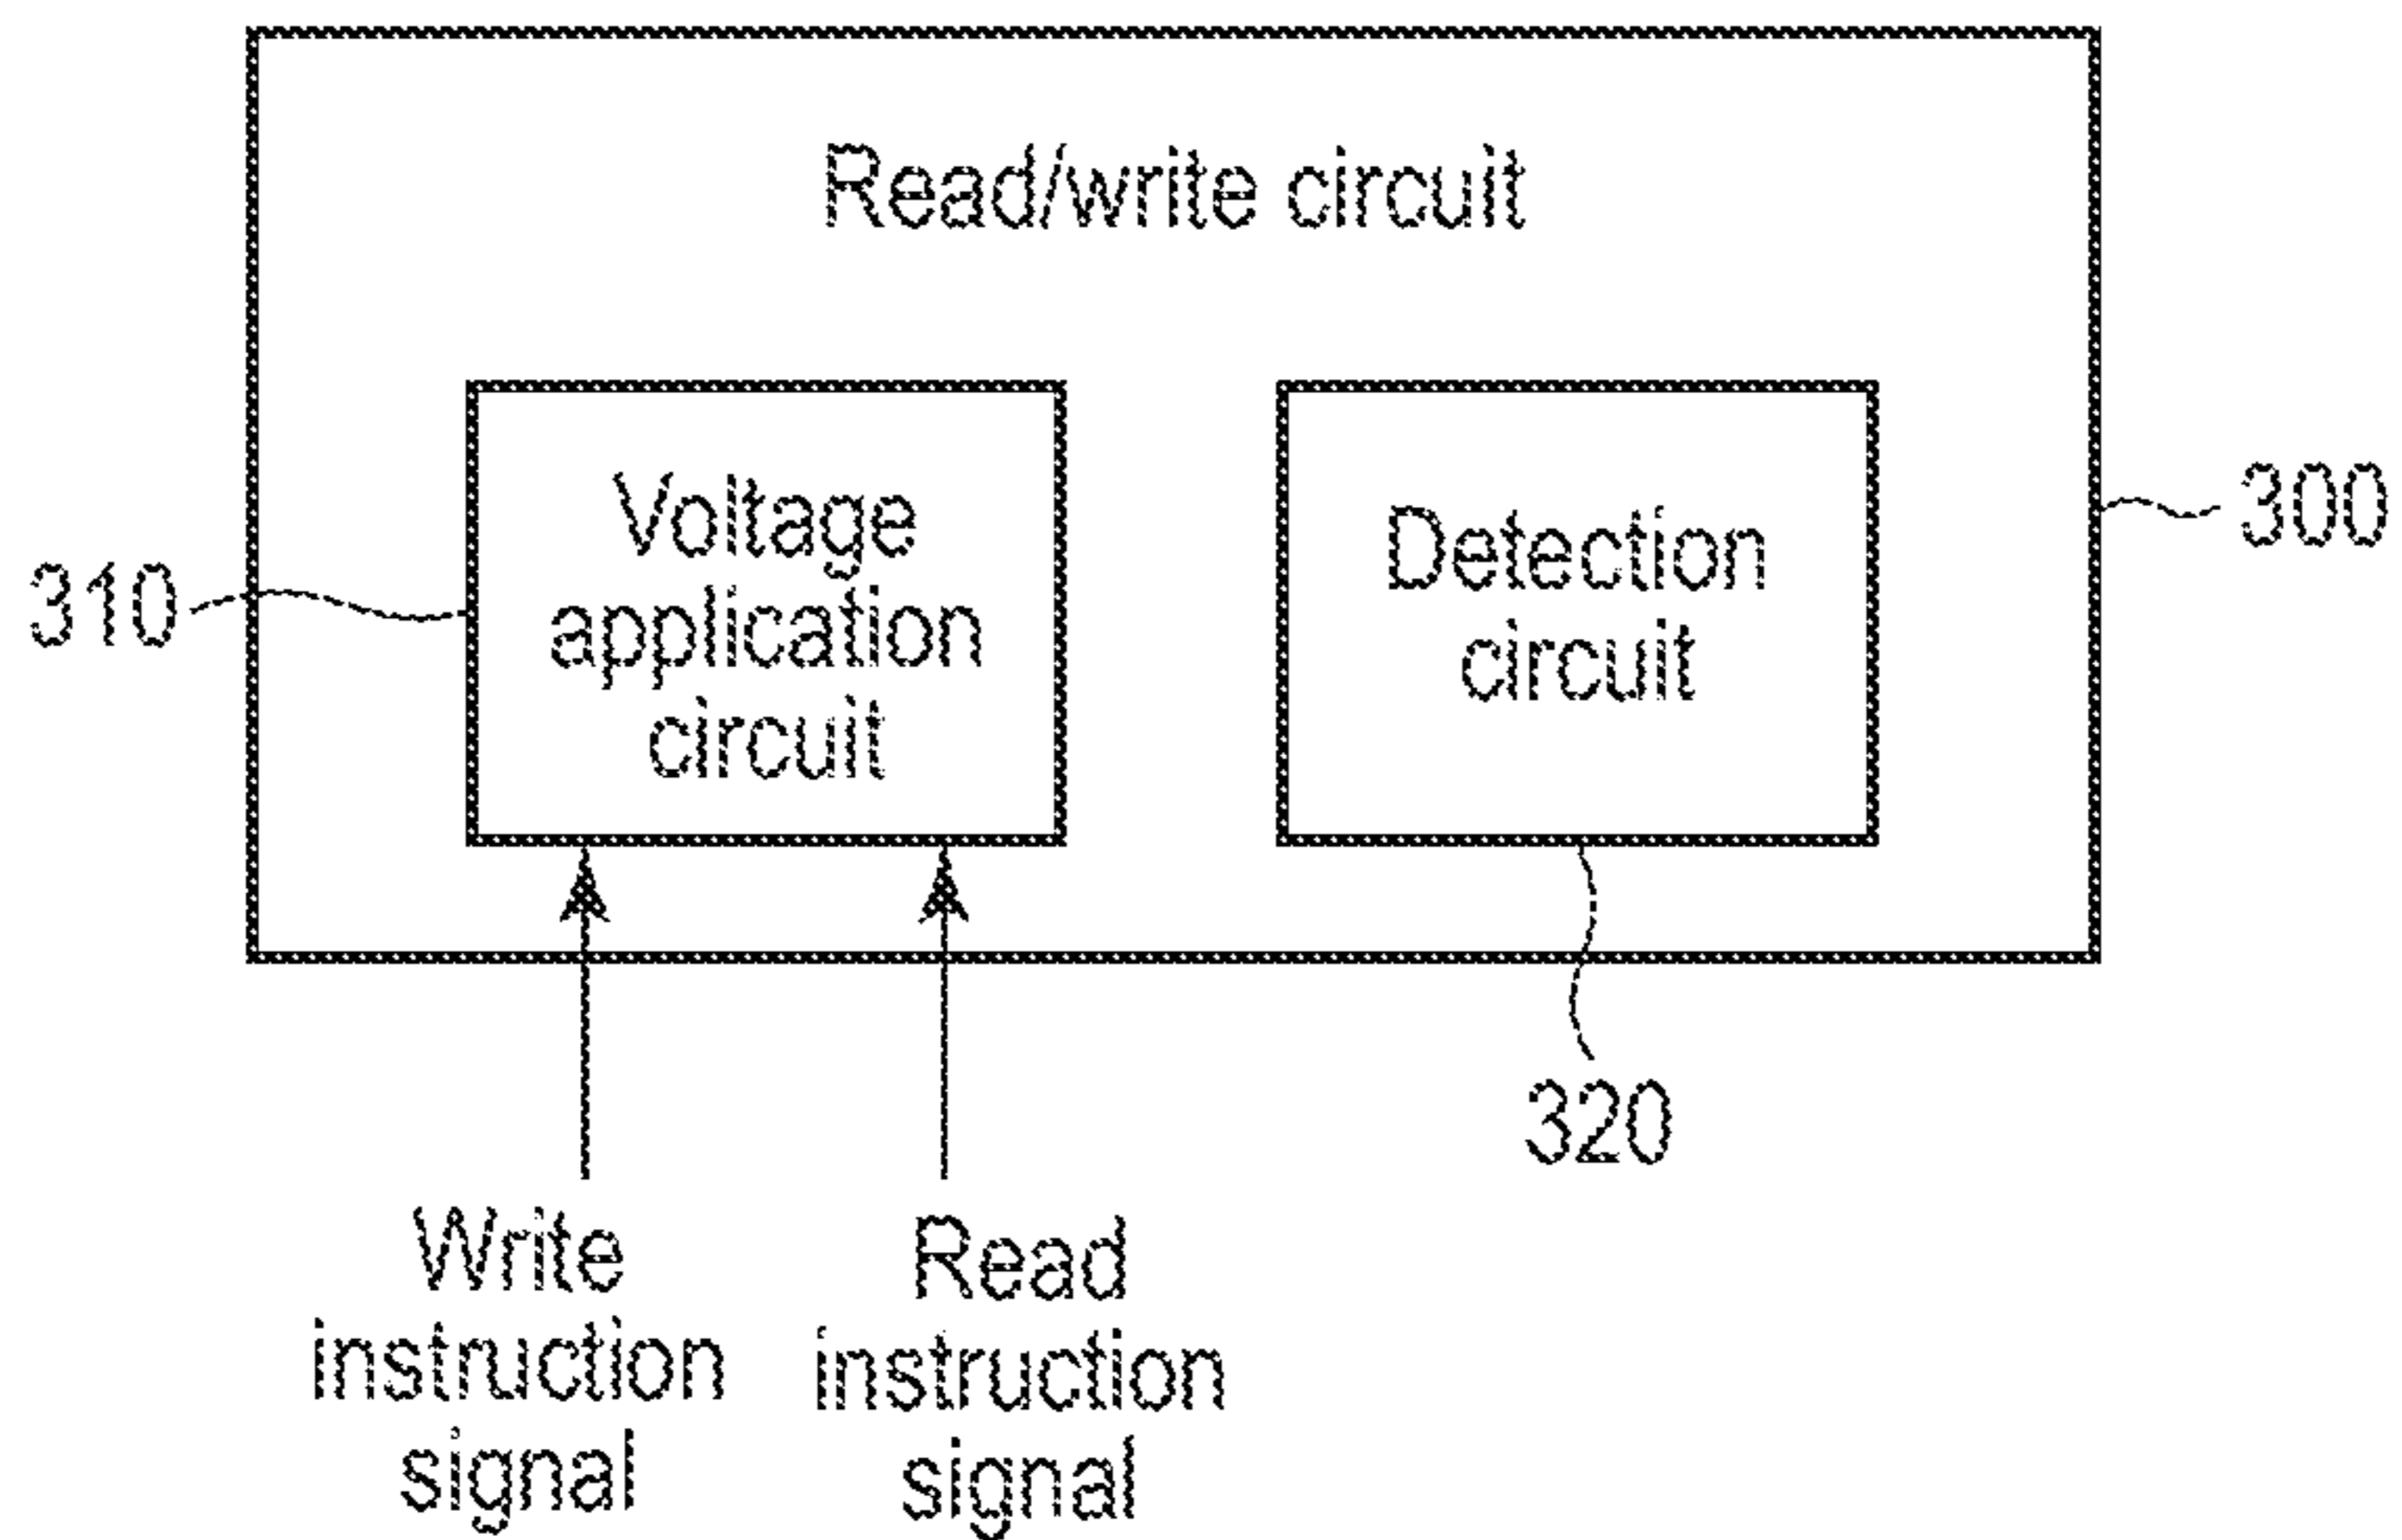 Read/write circuit
Voltage
application
circuit
Detection
circuit
300
310
320
Write
instruction
signal
Read
instruction
signal